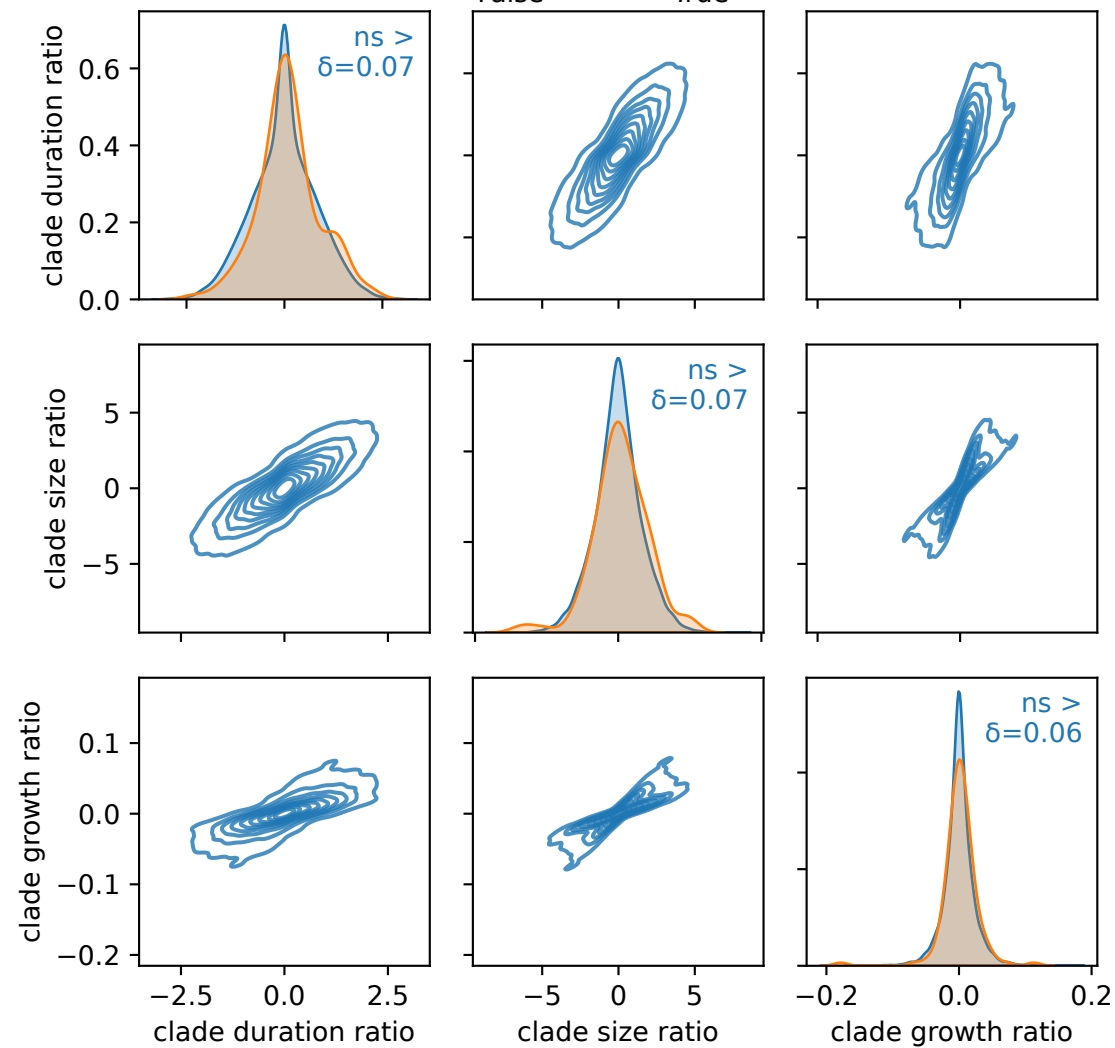 clade duration ratio
0.6
0.4
0.2
0.0
ns >
δ=0.07
clade size ratio
5
0
−5
ns >
δ=0.07
clade growth ratio
0.1
0.0
−0.1
−0.2
ns >
δ=0.06
−2.5 0.0 2.5
−5 0 5
−0.2 0.0 0.2
clade duration ratio
clade size ratio
clade growth ratio